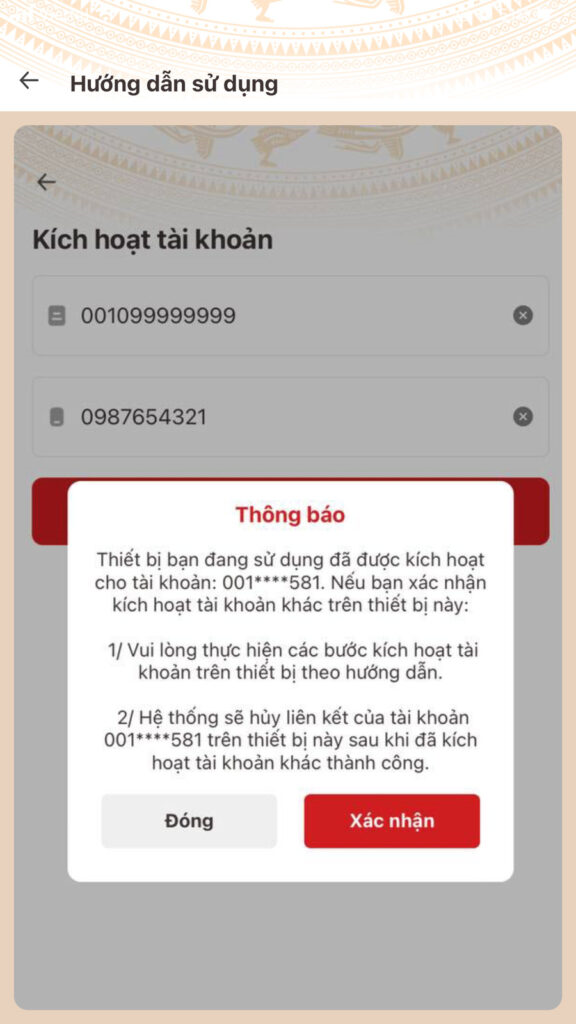 Hướng dẫn sử dụng
Kích hoạt tài khoản
001099999999
0987654321
Thông báo
Thiết bị bạn đang sử dụng đã được kích hoạt
cho tài khoản: 001****581. Nếu bạn xác nhận
kích hoạt tài khoản khác trên thiết bị này:
1/ Vui lòng thực hiện các bước kích hoạt tài
khoản trên thiết bị theo hướng dẫn.
2/ Hệ thống sẽ hủy liên kết của tài khoản
001****581 trên thiết bị này sau khi đã kích
hoạt tài khoản khác thành công.
Đóng
Xác nhận